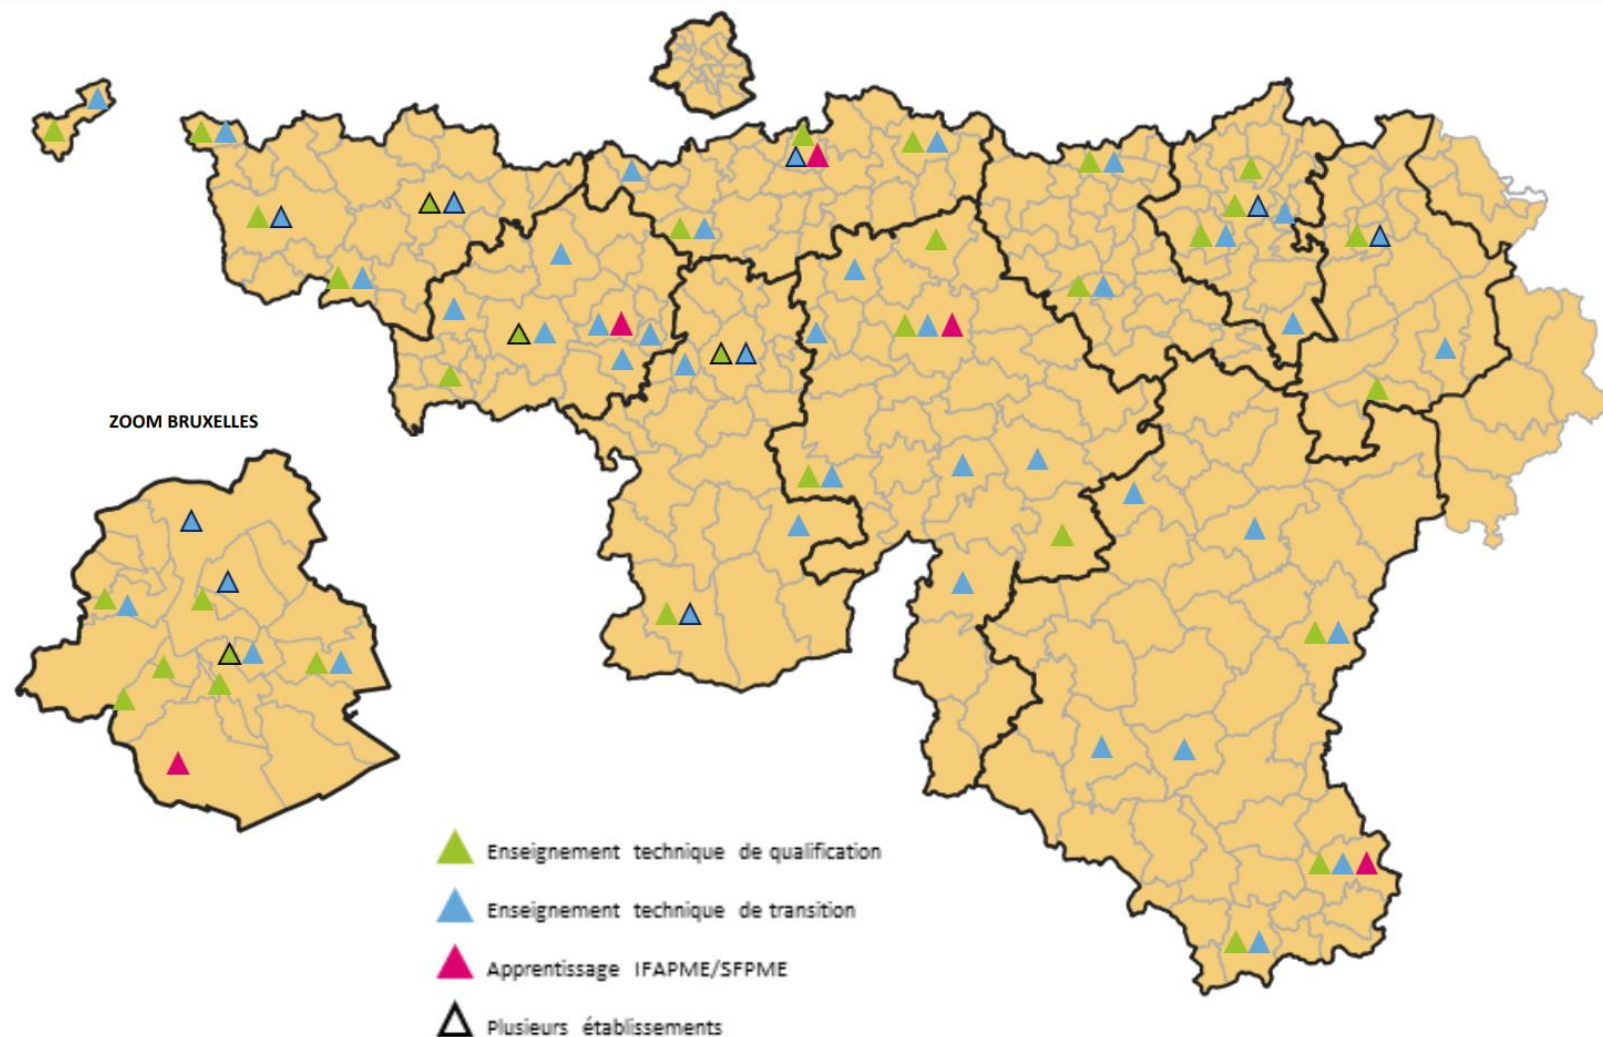 ZOOM BRUXELLES
Enseignement technique de qualification
Enseignement technique de transition
Apprentissage IFAPME/SFPME
Plusieurs établissements